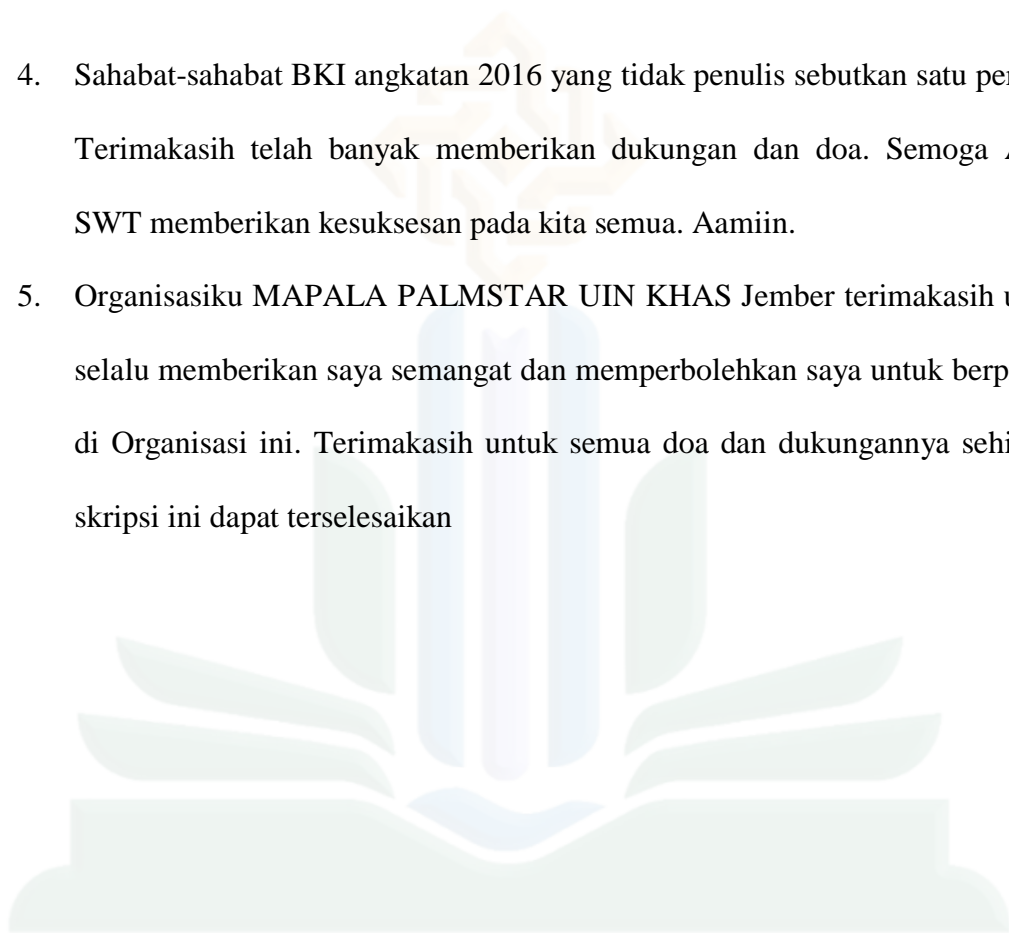 4. Sahabat-sahabat BKI angkatan 2016 yang tidak penulis sebutkan satu
Terimakasih telah banyak memberikan dukungan dan doa. Semoga
SWT memberikan kesuksesan pada kita semua. Aamiin.
5. Organisasiku MAPALA PALMSTAR UIN KHAS Jember terimakasih
selalu memberikan saya semangat dan memperbolehkan saya untuk
di Organisasi ini. Terimakasih untuk semua doa dan dukungannya
skripsi ini dapat terselesaikan